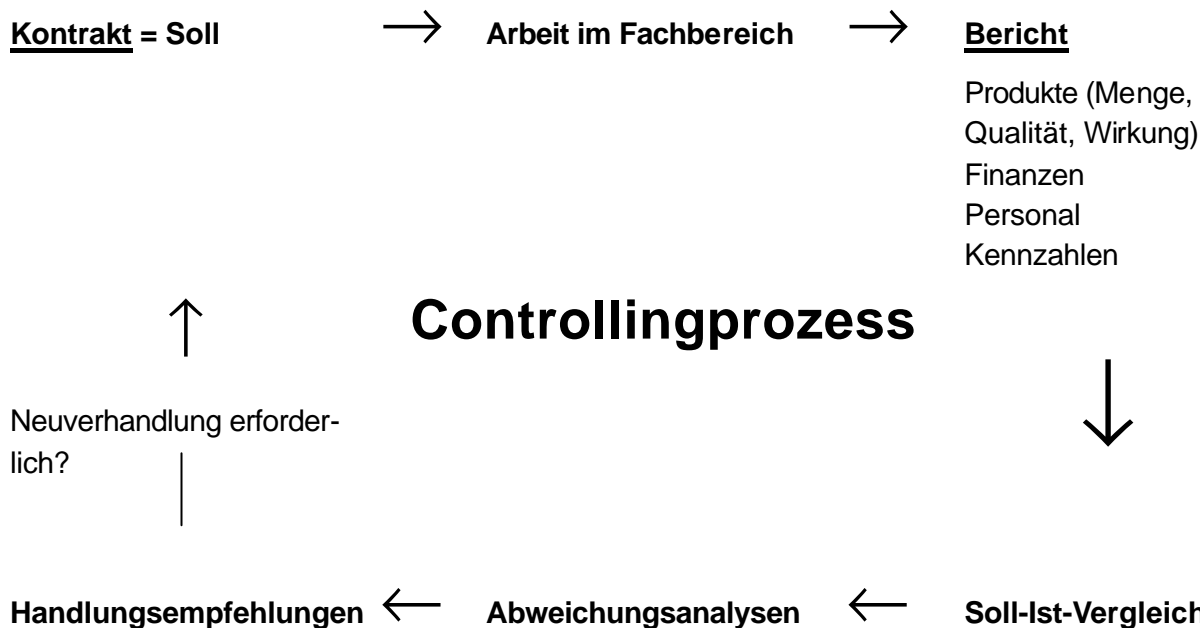 Kontrakt = Soll → Arbeit im Fachbereich → Bericht
Produkte (Menge,
Qualität, Wirkung)
Finanzen
Personal
Kennzahlen
Controllingprozess
Neuverhandlung erforder-
lich?
Handlungsempfehlungen ← Abweichungsanalysen ← Soll-Ist-Vergleich